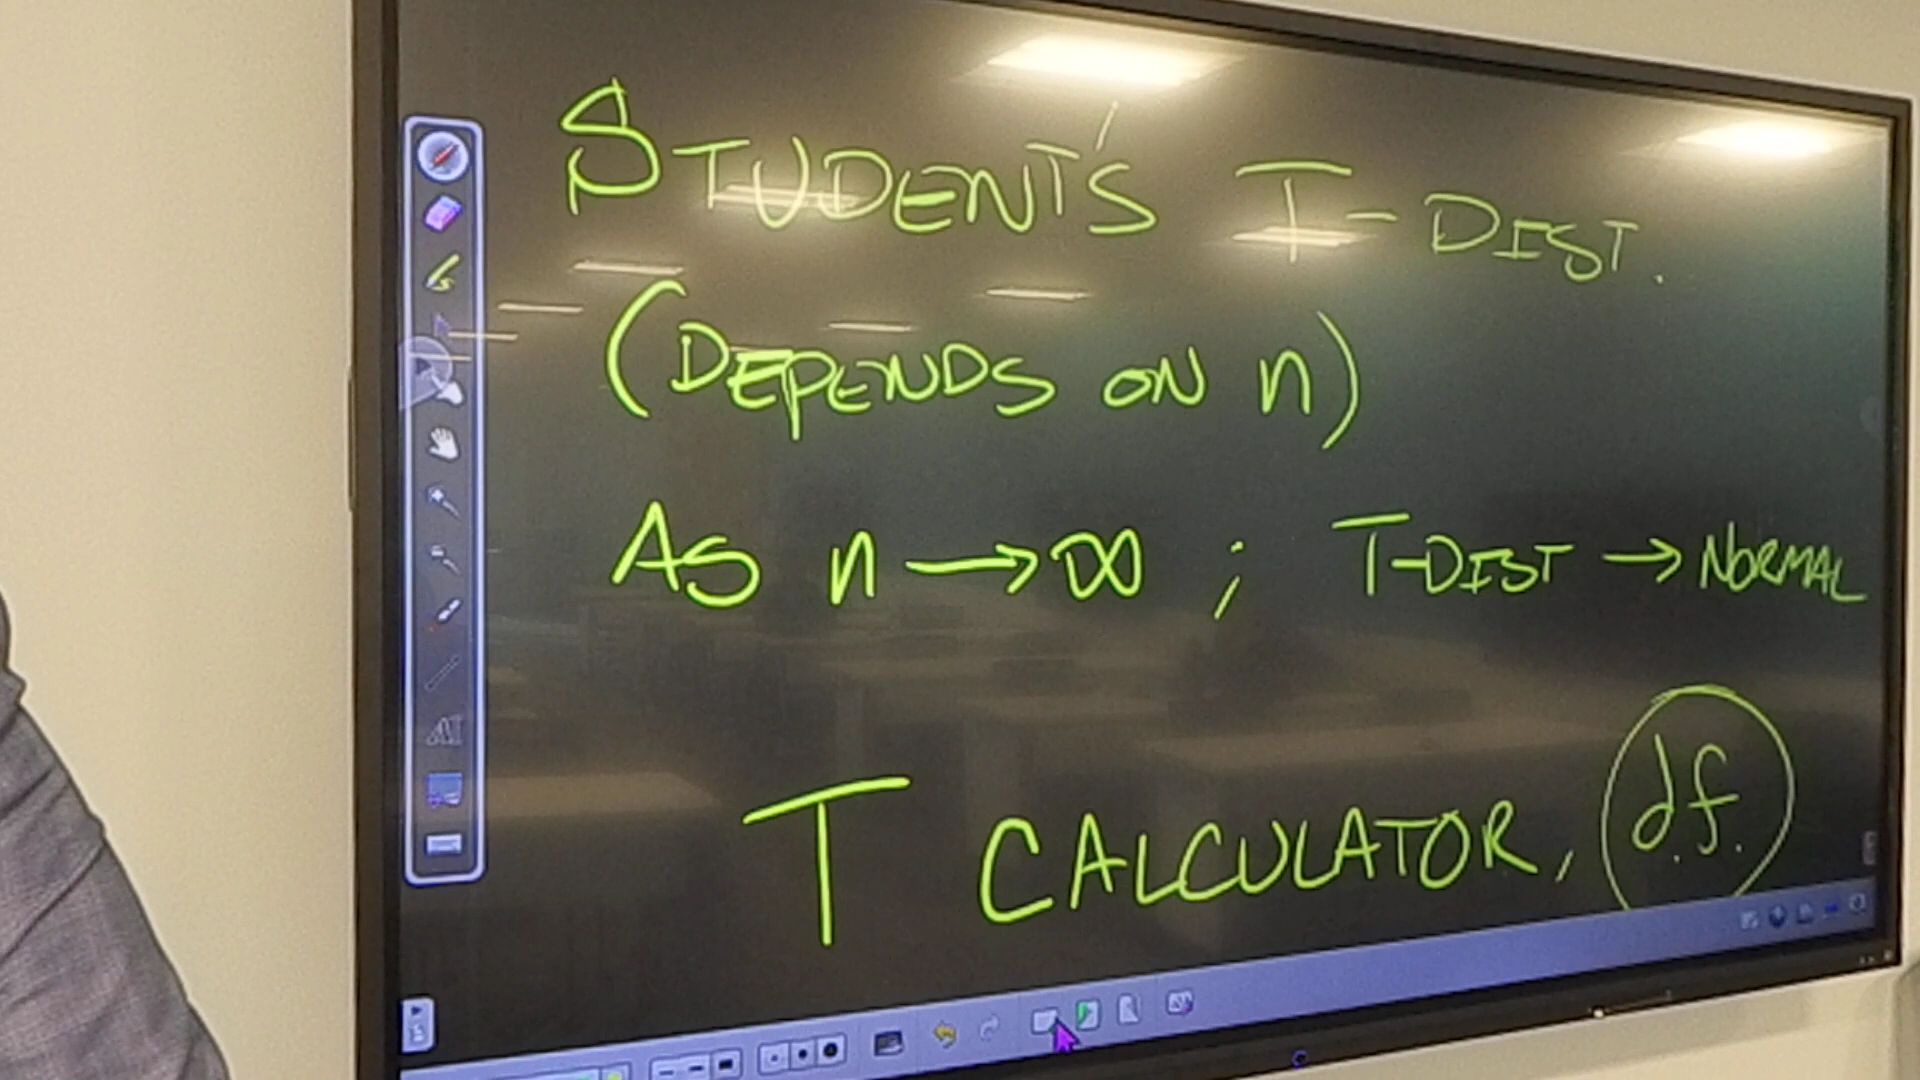 STUDENT'S T-DIST.
(DEPENDS ON n)
As n → ∞ ; T-DIST → NORMAL
T CALCULATOR, d.f.